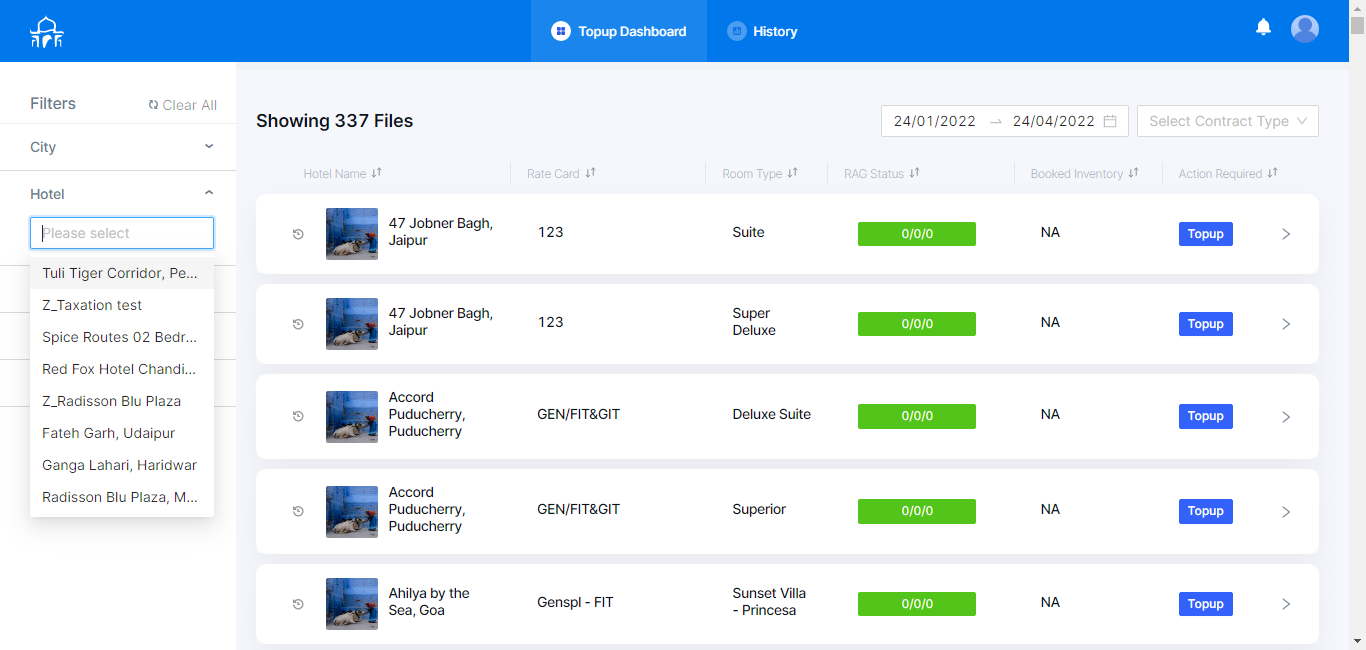 Topup Dashboard
History
Filters
Clear All
City
Hotel
Please select
Tuli Tiger Corridor, Pe...
Z_Taxation test
Spice Routes 02 Bedr...
Red Fox Hotel Chandi...
Z_Radisson Blu Plaza
Fateh Garh, Udaipur
Ganga Lahari, Haridwar
Radisson Blu Plaza, M...
Showing 337 Files
24/01/2022 → 24/04/2022
Select Contract Type
Hotel Name Rate Card Room Type RAG Status Booked Inventory Action Required
47 Jobner Bagh,
Jaipur
123
Suite
0/0/0
NA
Topup
47 Jobner Bagh,
Jaipur
123
Super
Deluxe
0/0/0
NA
Topup
Accord
Puducherry,
Puducherry
GEN/FIT&GIT
Deluxe Suite
0/0/0
NA
Topup
Accord
Puducherry,
Puducherry
GEN/FIT&GIT
Superior
0/0/0
NA
Topup
Ahilya by the
Sea, Goa
Genspl - FIT
Sunset Villa
- Princesa
0/0/0
NA
Topup